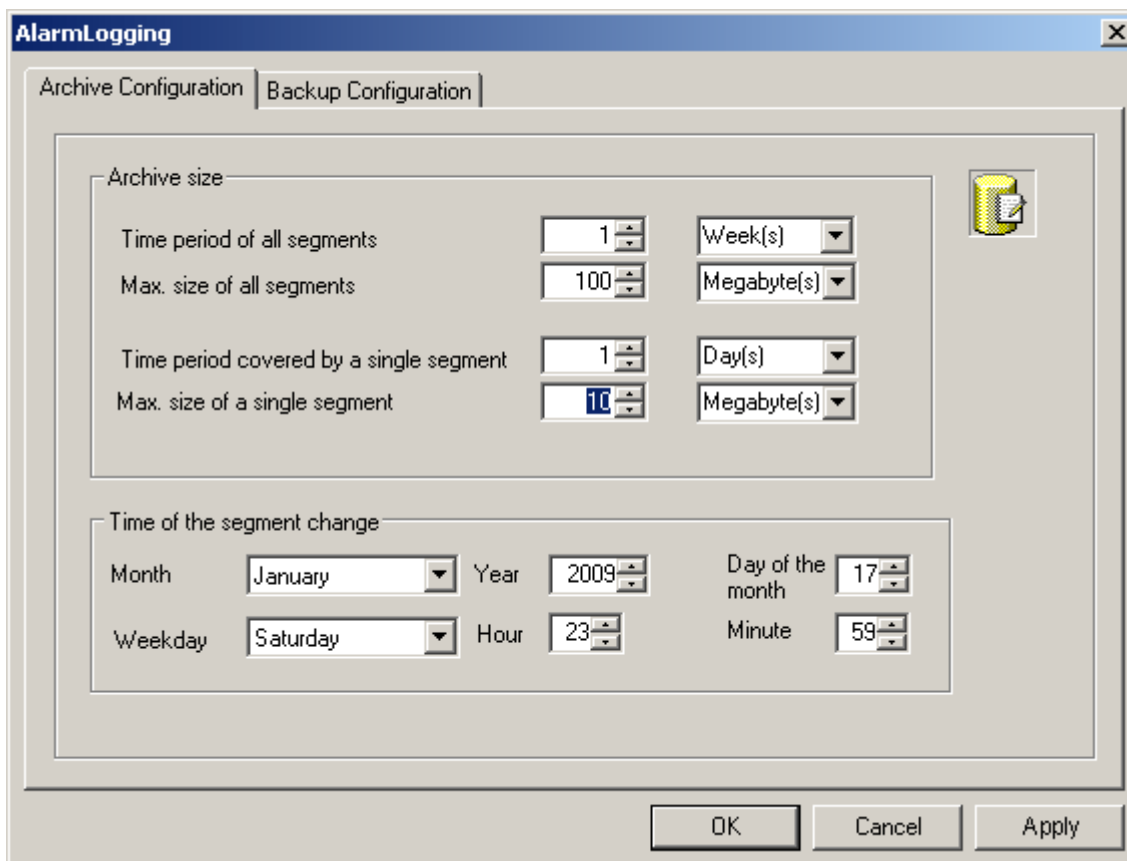 AlarmLogging
Archive Configuration Backup Configuration
Archive size
Time period of all segments 1 Week(s)
Max. size of all segments 100 Megabyte(s)
Time period covered by a single segment 1 Day(s)
Max. size of a single segment 10 Megabyte(s)
Time of the segment change
Month January Year 2009 Day of the month 17
Weekday Saturday Hour 23 Minute 59
OK Cancel Apply